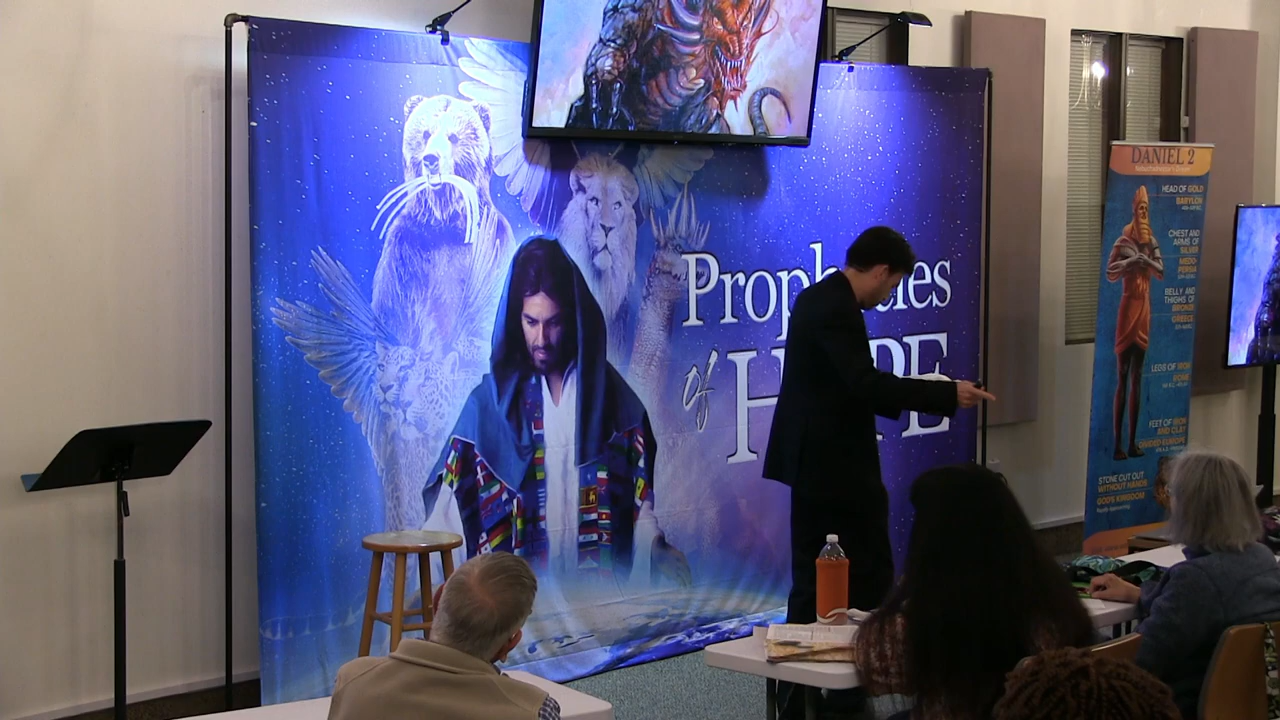 Prophecies
of HOPE
DANIEL 2
HEAD OF GOLD
BABYLON
CHEST AND
ARMS OF
SILVER
MEDO-
PERSIA
BELLY AND
THIGHS OF
BRONZE
GREECE
LEGS OF IRON
ROME
FEET OF IRON
AND CLAY
DIVIDED EUROPE
STONE CUT OUT
WITHOUT HANDS
GOD'S KINGDOM